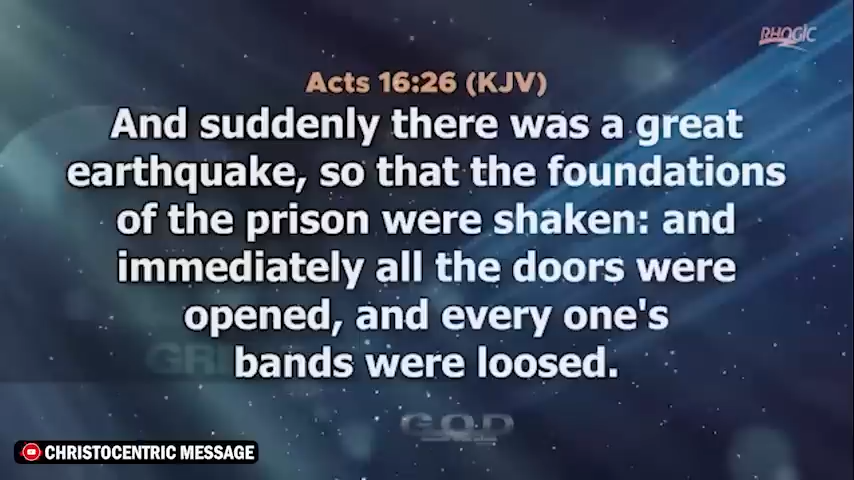 RHOGIC
Acts 16:26 (KJV)
And suddenly there was a great
earthquake, so that the foundations
of the prison were shaken: and
immediately all the doors were
opened, and every one's
bands were loosed.
G.O.D
CHRISTOCENTRIC MESSAGE